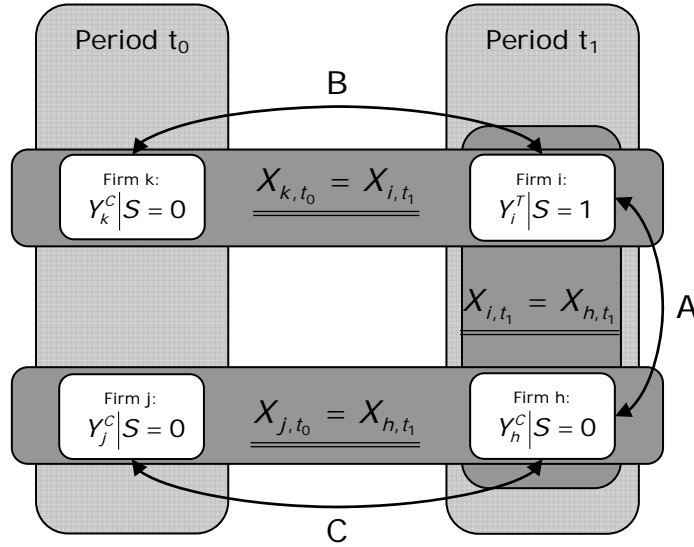 Period t₀ Period t₁
B
Firm k: Firm i:
Y_k^C|S = 0 X_{k,t₀} = X_{i,t₁} Y_i^T|S = 1
X_{i,t₁} = X_{h,t₁} A
Firm j: Firm h:
Y_j^C|S = 0 X_{j,t₀} = X_{h,t₁} Y_h^C|S = 0
C